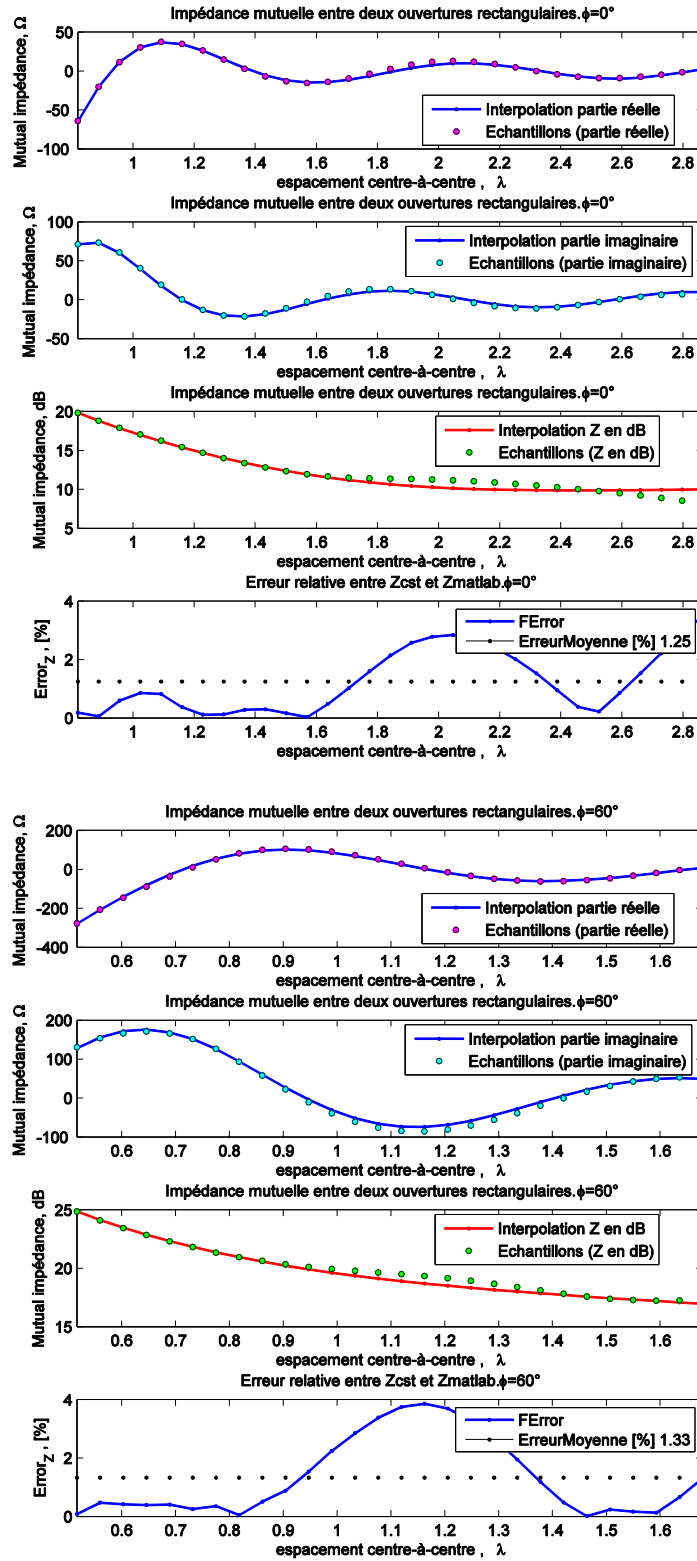 Impédance mutuelle entre deux ouvertures rectangulaires.ϕ=0°
Mutual impédance, Ω
50
0
-50
-100
Interpolation partie réelle
Echantillons (partie réelle)
1 1.2 1.4 1.6 1.8 2 2.2 2.4 2.6 2.8
espacement centre-à-centre , λ
Impédance mutuelle entre deux ouvertures rectangulaires.ϕ=0°
Mutual impédance, Ω
100
50
0
-50
Interpolation partie imaginaire
Echantillons (partie imaginaire)
1 1.2 1.4 1.6 1.8 2 2.2 2.4 2.6 2.8
espacement centre-à-centre , λ
Impédance mutuelle entre deux ouvertures rectangulaires.ϕ=0°
Mutual impédance, dB
20
15
10
5
Interpolation Z en dB
Echantillons (Z en dB)
1 1.2 1.4 1.6 1.8 2 2.2 2.4 2.6 2.8
espacement centre-à-centre , λ
Erreur relative entre Zcst et Zmatlab.ϕ=0°
Error_Z , [%]
4
2
0
FError
ErreurMoyenne [%] 1.25
1 1.2 1.4 1.6 1.8 2 2.2 2.4 2.6 2.8
espacement centre-à-centre , λ
Impédance mutuelle entre deux ouvertures rectangulaires.ϕ=60°
Mutual impédance, Ω
200
0
-200
-400
Interpolation partie réelle
Echantillons (partie réelle)
0.6 0.7 0.8 0.9 1 1.1 1.2 1.3 1.4 1.5 1.6
espacement centre-à-centre , λ
Impédance mutuelle entre deux ouvertures rectangulaires.ϕ=60°
Mutual impédance, Ω
200
100
0
-100
Interpolation partie imaginaire
Echantillons (partie imaginaire)
0.6 0.7 0.8 0.9 1 1.1 1.2 1.3 1.4 1.5 1.6
espacement centre-à-centre , λ
Impédance mutuelle entre deux ouvertures rectangulaires.ϕ=60°
Mutual impédance, dB
25
20
15
Interpolation Z en dB
Echantillons (Z en dB)
0.6 0.7 0.8 0.9 1 1.1 1.2 1.3 1.4 1.5 1.6
espacement centre-à-centre , λ
Erreur relative entre Zcst et Zmatlab.ϕ=60°
Error_Z , [%]
4
2
0
FError
ErreurMoyenne [%] 1.33
0.6 0.7 0.8 0.9 1 1.1 1.2 1.3 1.4 1.5 1.6
espacement centre-à-centre , λ